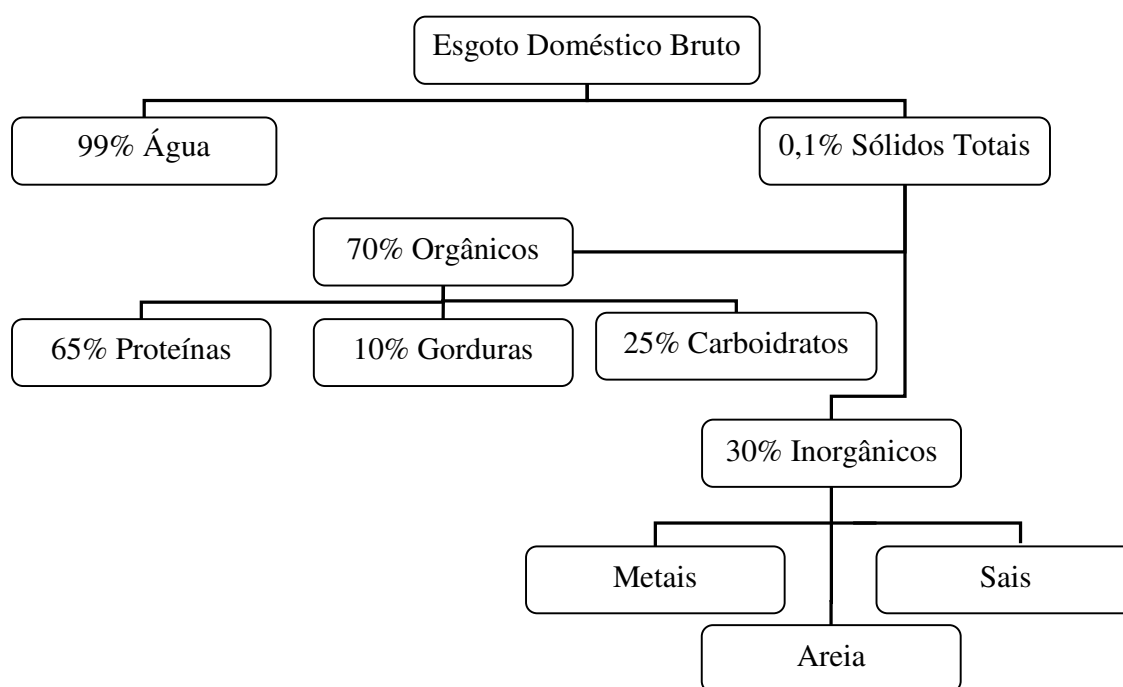 Esgoto Doméstico Bruto
99% Água
0,1% Sólidos Totais
70% Orgânicos
65% Proteínas
10% Gorduras
25% Carboidratos
30% Inorgânicos
Metais
Sais
Areia